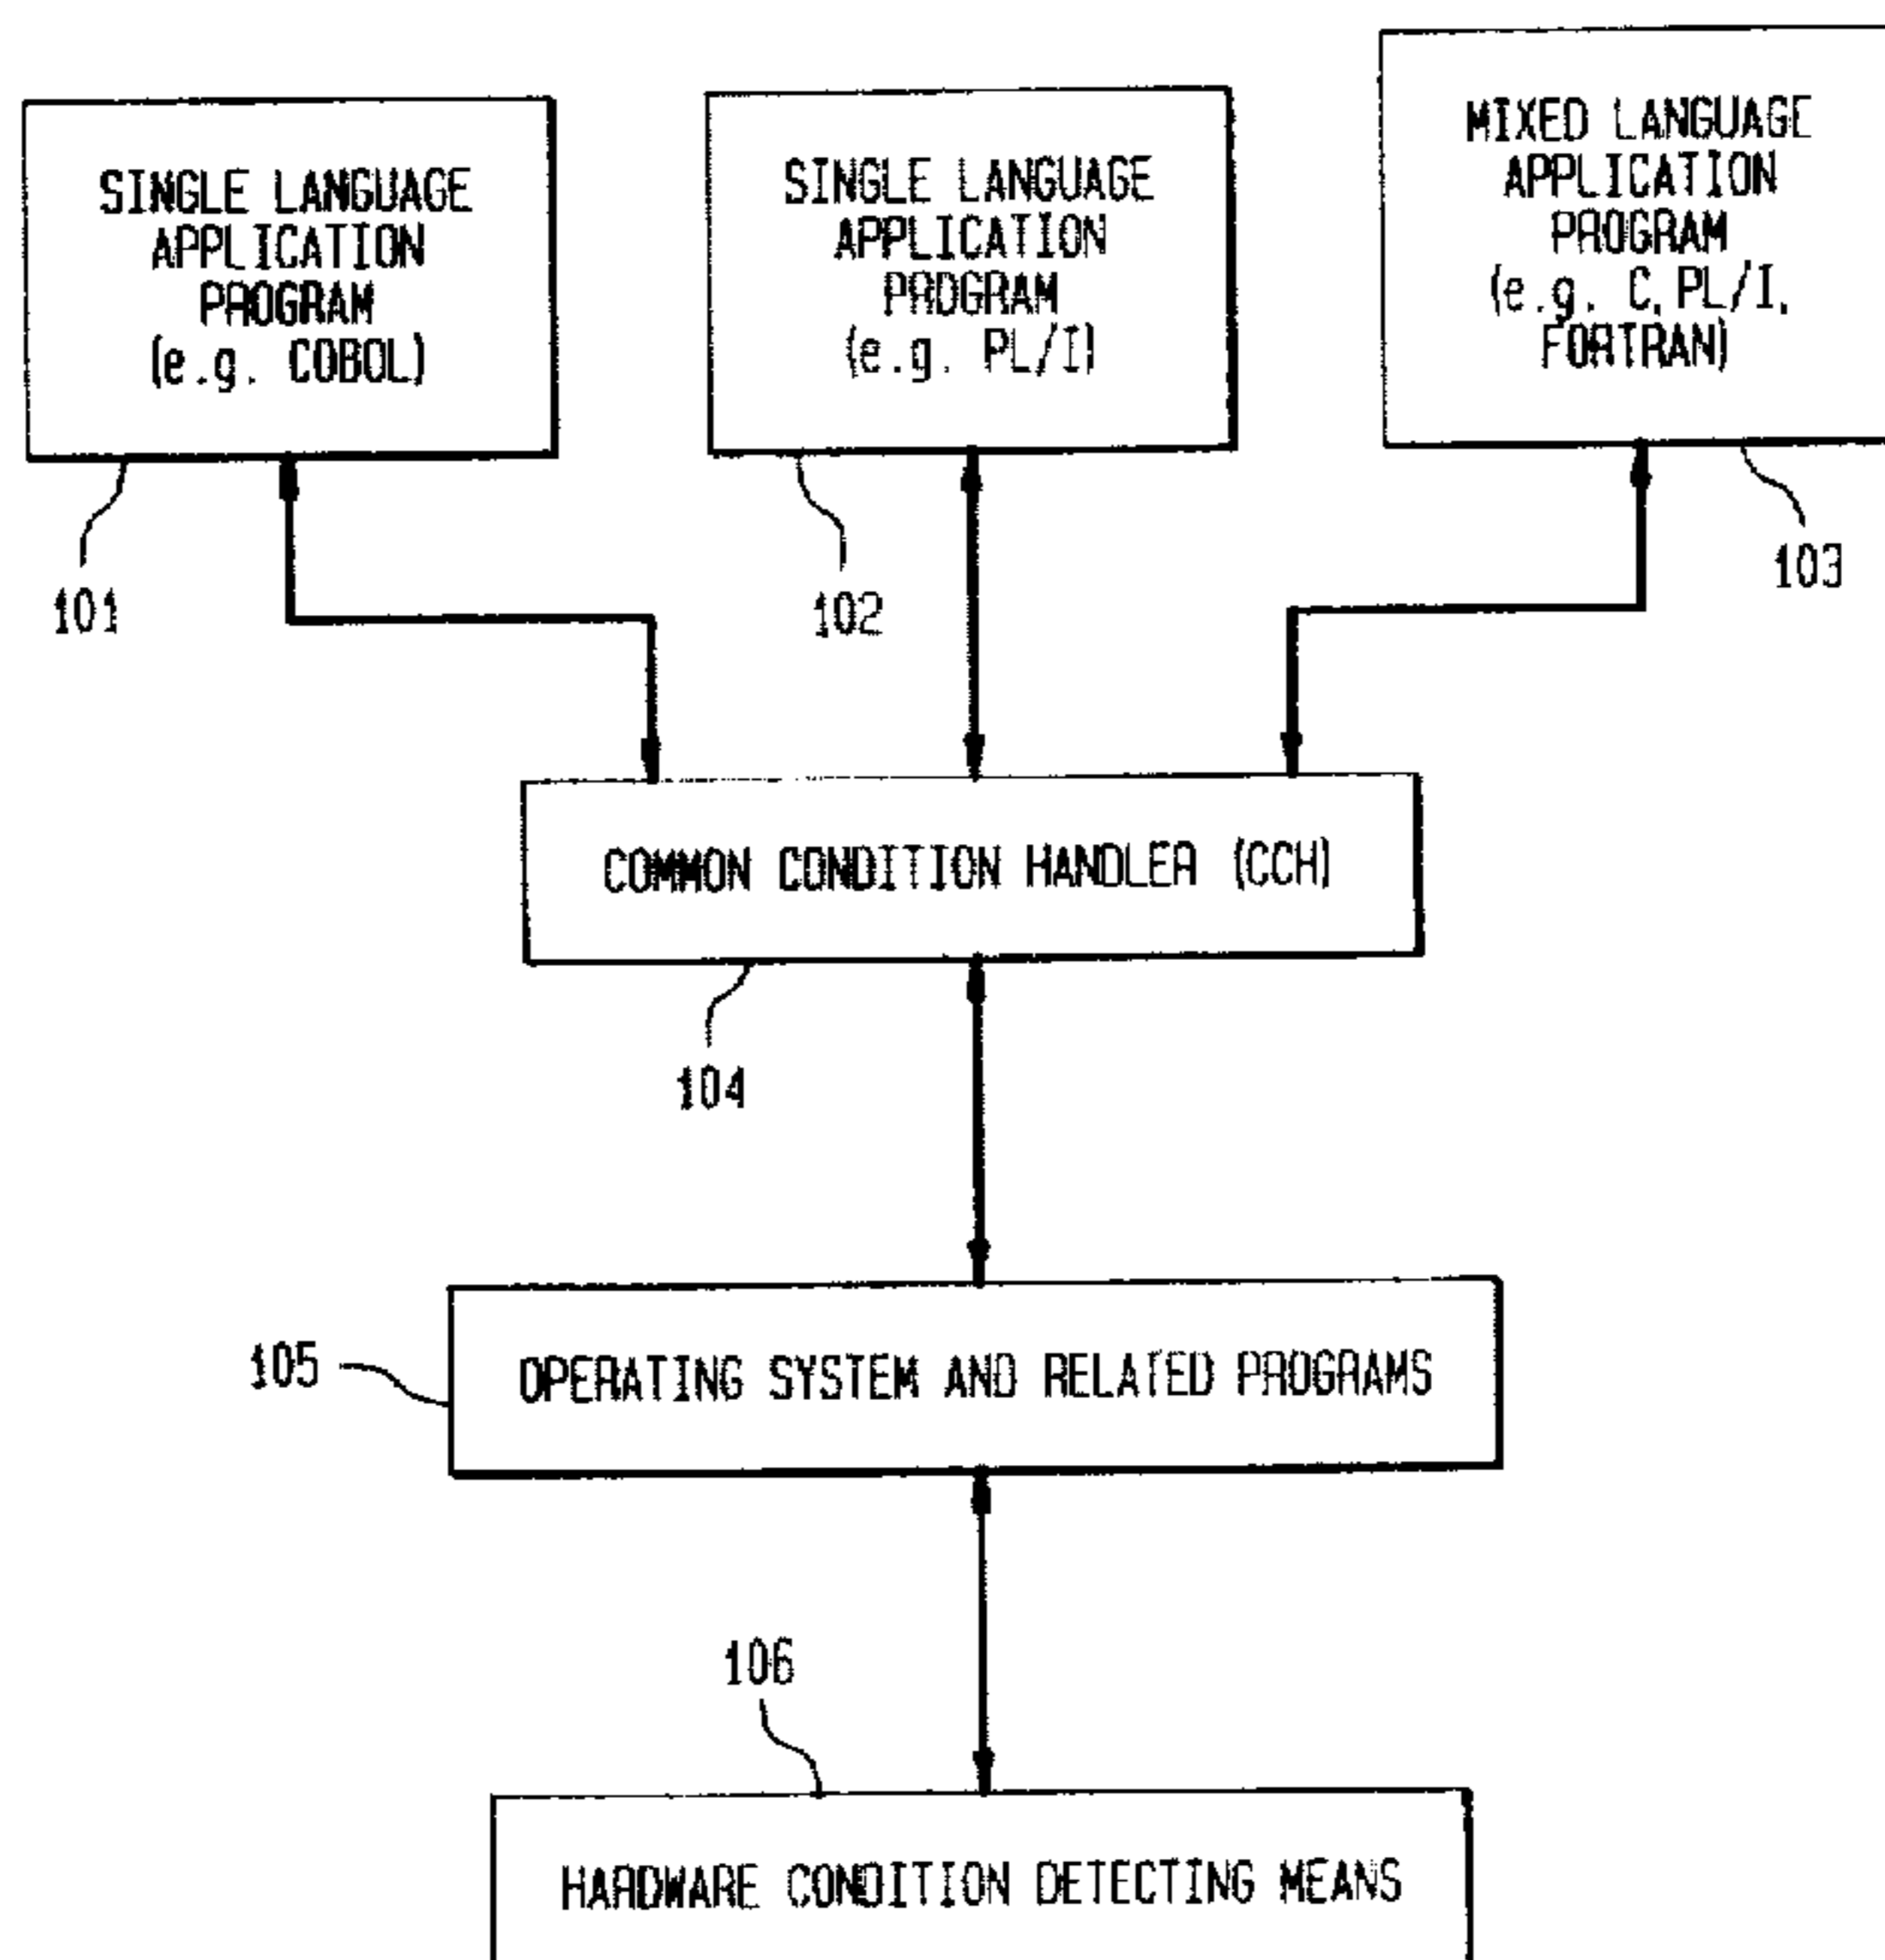 SINGLE LANGUAGE
APPLICATION
PROGRAM
(e.g. COBOL)
SINGLE LANGUAGE
APPLICATION
PROGRAM
(e.g. PL/I)
MIXED LANGUAGE
APPLICATION
PROGRAM
(e.g. C, PL/I,
FORTRAN)
101
102
103
COMMON CONDITION HANDLER (CCH)
104
105
OPERATING SYSTEM AND RELATED PROGRAMS
106
HARDWARE CONDITION DETECTING MEANS